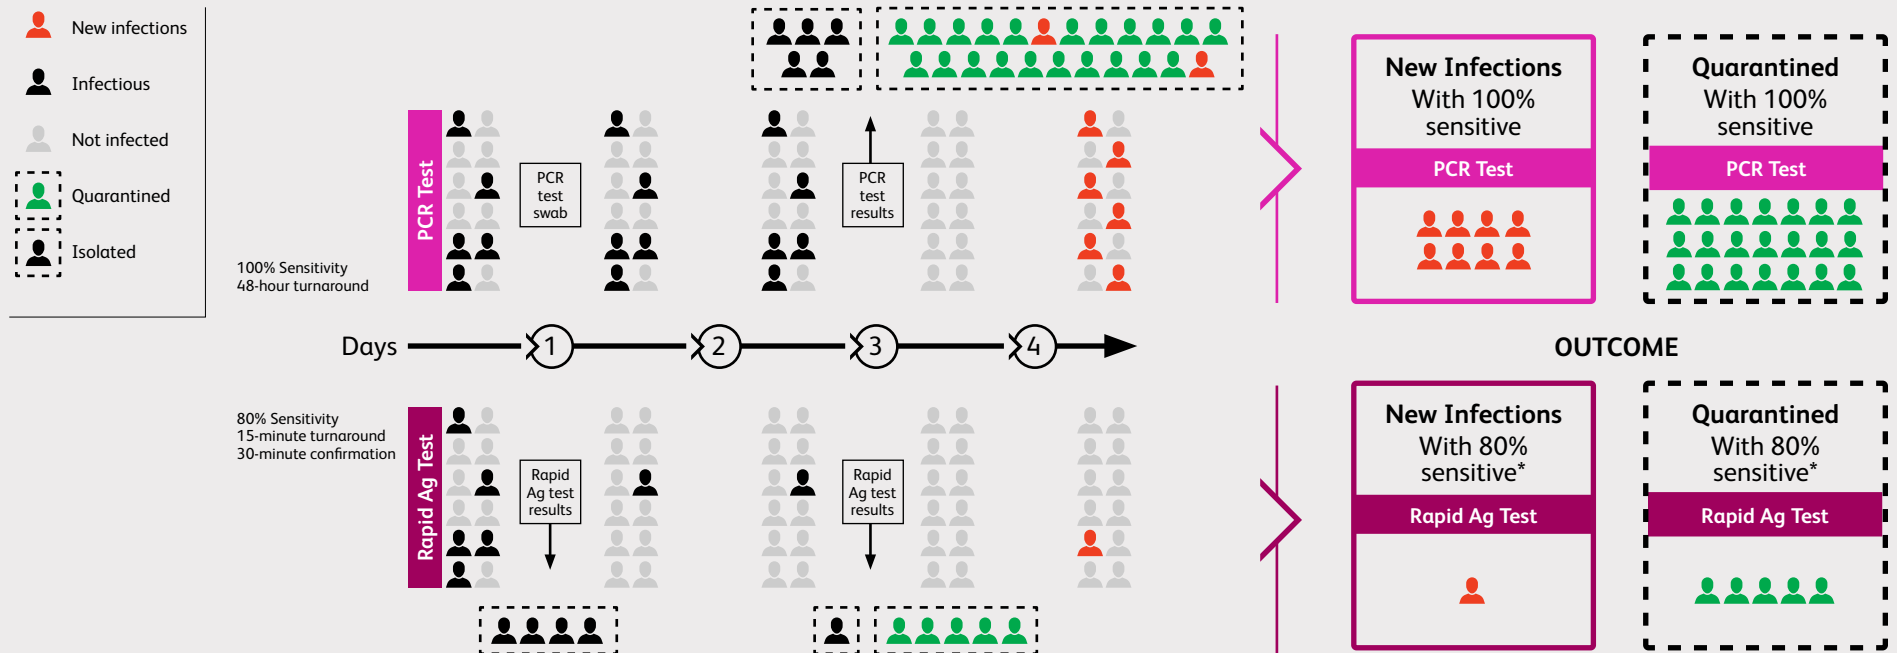 New infections
Infectious
Not infected
Quarantined
Isolated
100% Sensitivity
48-hour turnaround
PCR Test
PCR
test
swab
PCR
test
results
New Infections
With 100%
sensitive
PCR Test
Quarantined
With 100%
sensitive
PCR Test
Days
1
2
3
4
OUTCOME
80% Sensitivity
15-minute turnaround
30-minute confirmation
Rapid Ag Test
Rapid
Ag test
results
Rapid
Ag test
results
New Infections
With 80%
sensitive*
Rapid Ag Test
Quarantined
With 80%
sensitive*
Rapid Ag Test